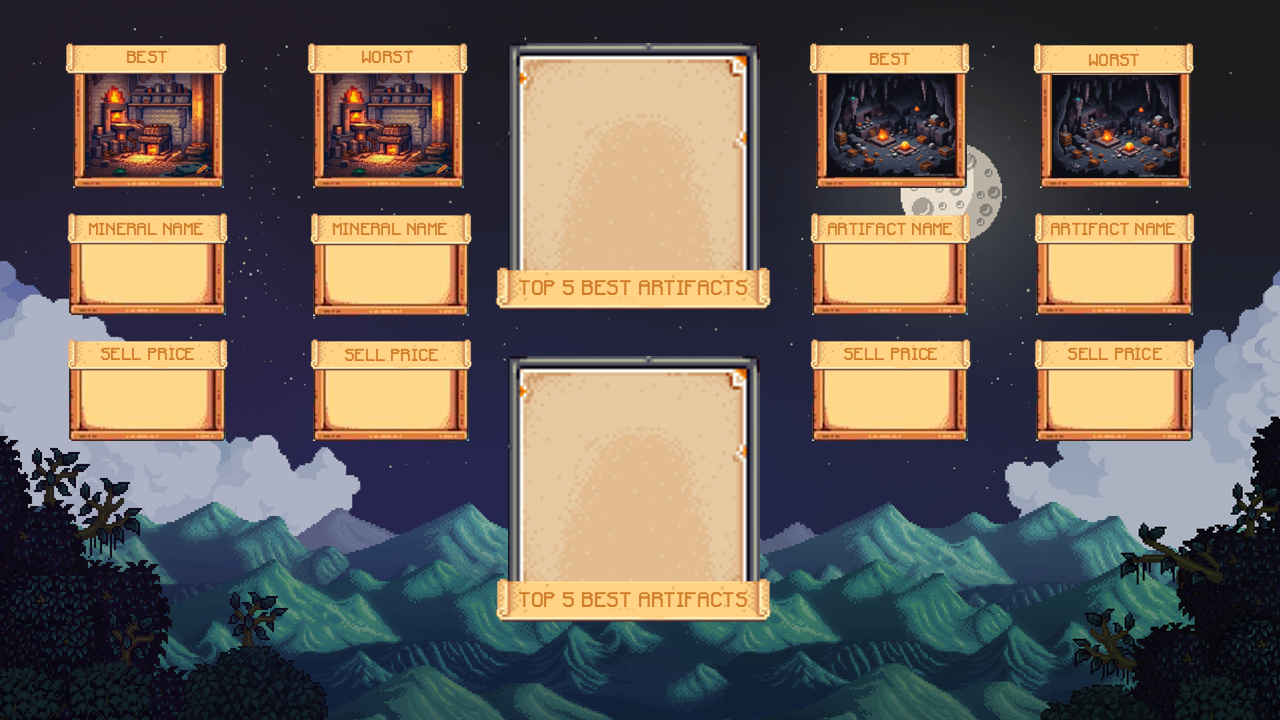 BEST
WORST
BEST
WORST
MINERAL NAME
MINERAL NAME
ARTIFACT NAME
ARTIFACT NAME
TOP 5 BEST ARTIFACTS
SELL PRICE
SELL PRICE
SELL PRICE
SELL PRICE
TOP 5 BEST ARTIFACTS